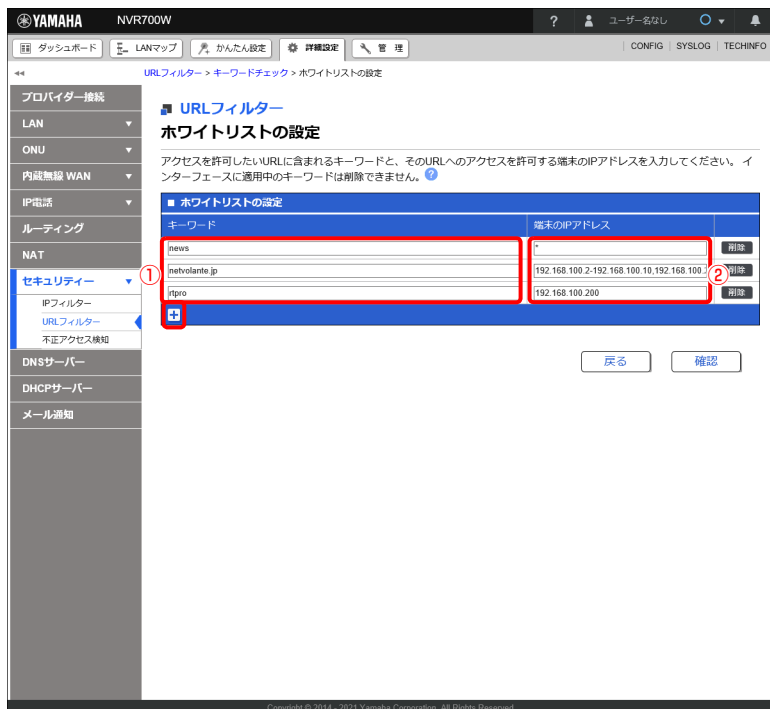 YAMAHA NVR700W ? ユーザー名なし
ダッシュボード LANマップ かんたん設定 詳細設定 管理 CONFIG SYSLOG TECHINFO
URLフィルター > キーワードチェック > ホワイトリストの設定
プロバイダー接続
LAN
ONU
内蔵無線 WAN
IP電話
ルーティング
NAT
セキュリティー
IPフィルター
URLフィルター
不正アクセス検知
DNSサーバー
DHCPサーバー
メール通知
URLフィルター
ホワイトリストの設定
アクセスを許可したいURLに含まれるキーワードと、そのURLへのアクセスを許可する端末のIPアドレスを入力してください。 イ
ンターフェースに適用中のキーワードは削除できません。 ?
■ ホワイトリストの設定
キーワード 端末のIPアドレス
news * 削除
① netvolante.jp 192.168.100.2-192.168.100.10,192.168.100. ② 削除
rtpro 192.168.100.200 削除
+
戻る 確認
Copyright © 2014 - 2021 Yamaha Corporation. All Rights Reserved.